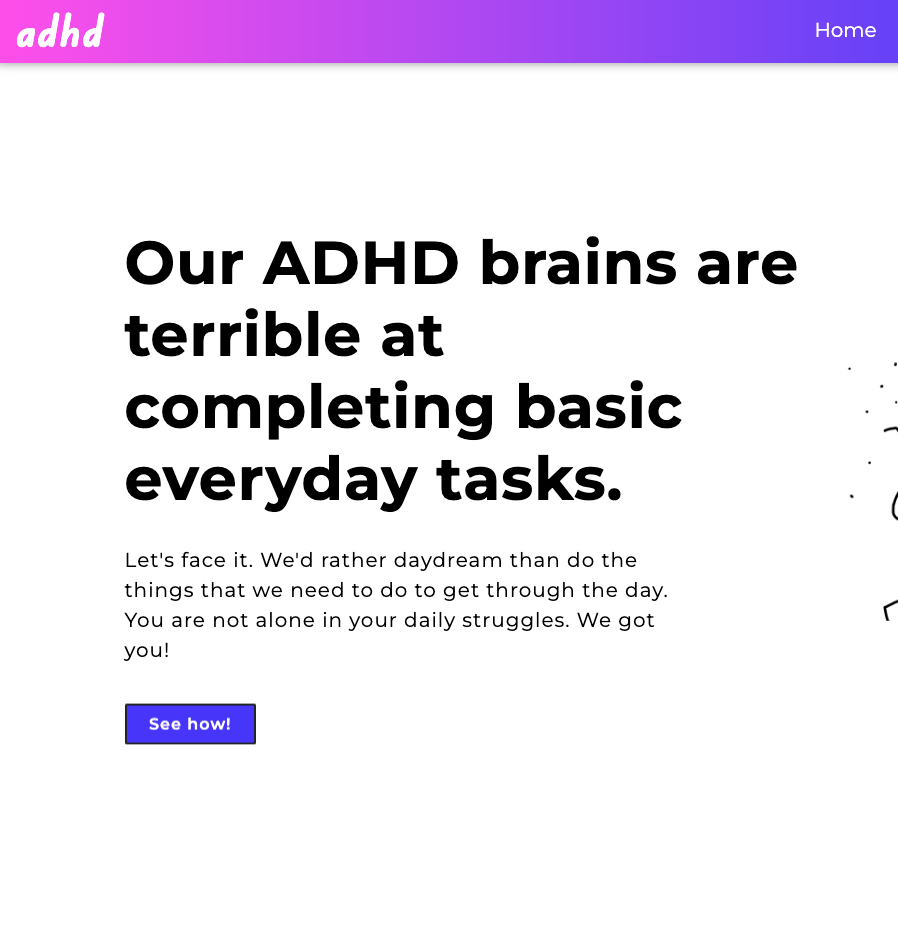 adhd
Home
Our ADHD brains are
terrible at
completing basic
everyday tasks.
Let's face it. We'd rather daydream than do the
things that we need to do to get through the day.
You are not alone in your daily struggles. We got
you!
See how!